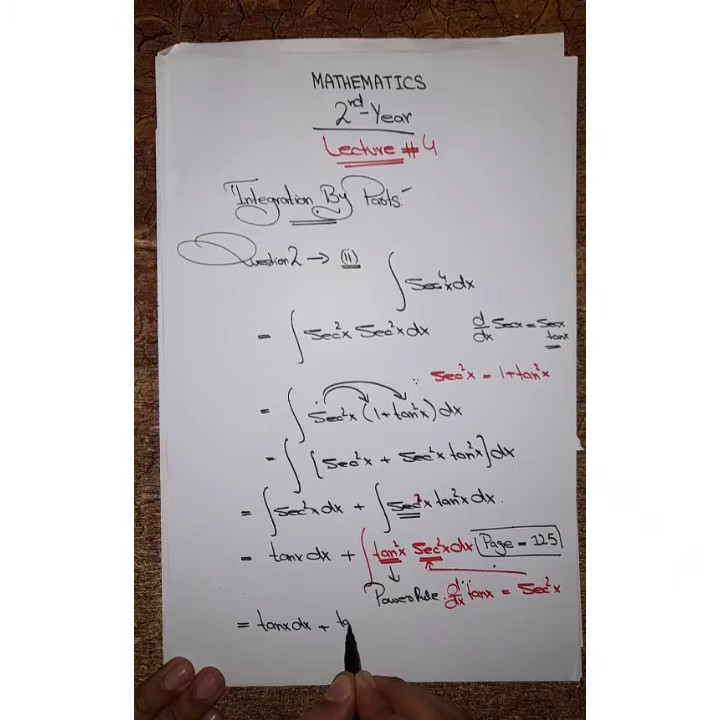 MATHEMATICS
2nd-Year
Lecture # 4
"Integration By Parts"
Question 2 → (ii) ∫ Sec⁴x dx
= ∫ Sec²x Sec²x dx d/dx Secx = Secx tanx
∵ Sec²x = 1+tan²x
= ∫ Sec²x (1+tan²x) dx
= ∫ [Sec²x + Sec²x tan²x] dx
= ∫ Sec²x dx + ∫ Sec²x tan²x dx.
= tanx dx + ∫ tan²x Sec²x dx Page = 125
Power Rule. d/dx tanx = Sec²x
= tanx dx + ta